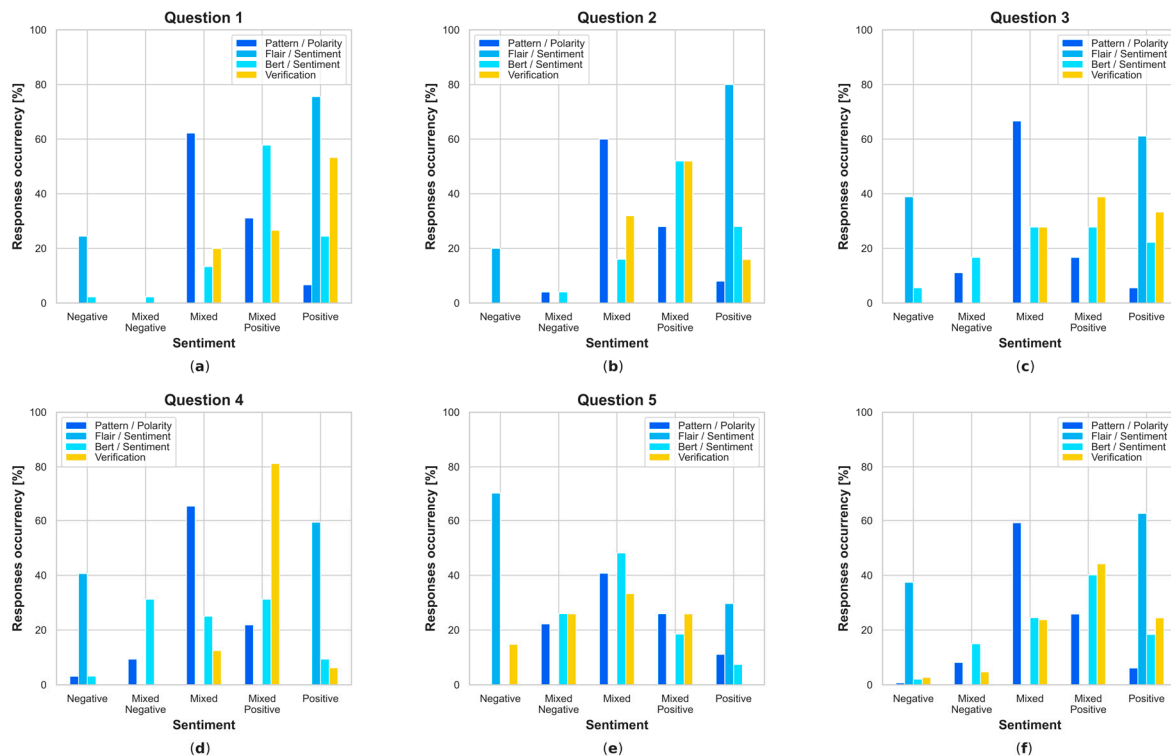 Question 1
100
80
60
40
20
0
Responses occurrency [%]
Pattern / Polarity
Flair / Sentiment
Bert / Sentiment
Verification
Negative
Mixed
Negative
Mixed
Mixed
Positive
Positive
Sentiment
(a)
Question 2
100
80
60
40
20
0
Responses occurrency [%]
Pattern / Polarity
Flair / Sentiment
Bert / Sentiment
Verification
Negative
Mixed
Negative
Mixed
Mixed
Positive
Positive
Sentiment
(b)
Question 3
100
80
60
40
20
0
Responses occurrency [%]
Pattern / Polarity
Flair / Sentiment
Bert / Sentiment
Verification
Negative
Mixed
Negative
Mixed
Mixed
Positive
Positive
Sentiment
(c)
Question 4
100
80
60
40
20
0
Responses occurrency [%]
Pattern / Polarity
Flair / Sentiment
Bert / Sentiment
Verification
Negative
Mixed
Negative
Mixed
Mixed
Positive
Positive
Sentiment
(d)
Question 5
100
80
60
40
20
0
Responses occurrency [%]
Pattern / Polarity
Flair / Sentiment
Bert / Sentiment
Verification
Negative
Mixed
Negative
Mixed
Mixed
Positive
Positive
Sentiment
(e)
100
80
60
40
20
0
Responses occurrency [%]
Pattern / Polarity
Flair / Sentiment
Bert / Sentiment
Verification
Negative
Mixed
Negative
Mixed
Mixed
Positive
Positive
Sentiment
(f)